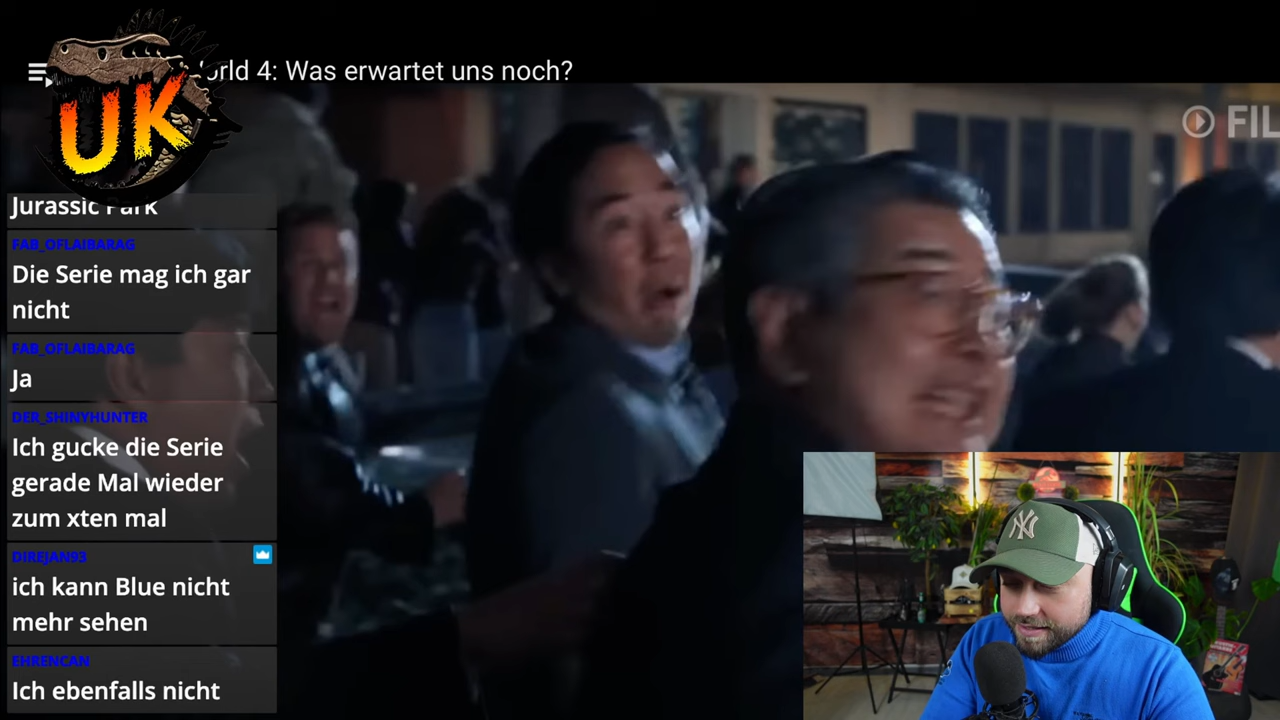 UK
orld 4: Was erwartet uns noch?
FIL
Jurassic Park
FAB_OFLAIBARAG
Die Serie mag ich gar
nicht
FAB_OFLAIBARAG
Ja
DER_SHINYHUNTER
Ich gucke die Serie
gerade Mal wieder
zum xten mal
DIREJAN93
ich kann Blue nicht
mehr sehen
EHRENCAN
Ich ebenfalls nicht
NY